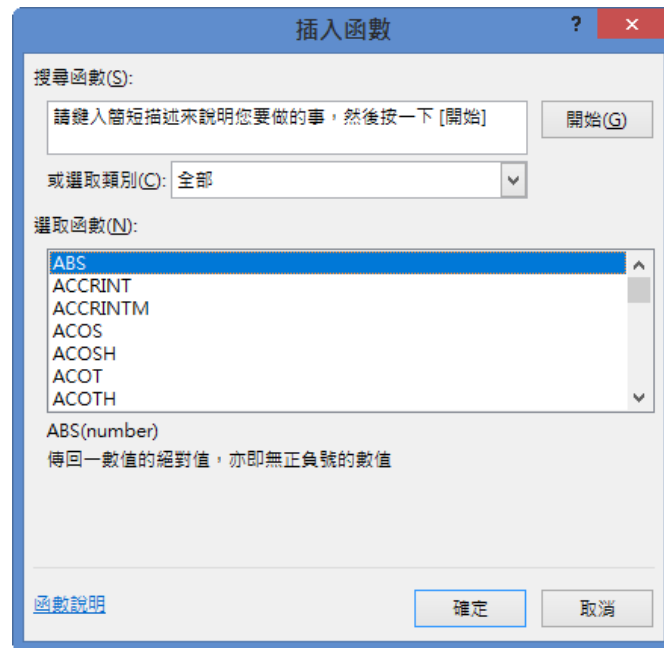 插入函數
? ×
搜尋函數(S):
請鍵入簡短描述來說明您要做的事，然後按一下 [開始]
開始(G)
或選取類別(C): 全部
選取函數(N):
ABS
ACCRINT
ACCRINTM
ACOS
ACOSH
ACOT
ACOTH
ABS(number)
傳回一數值的絕對值，亦即無正負號的數值
函數說明
確定
取消